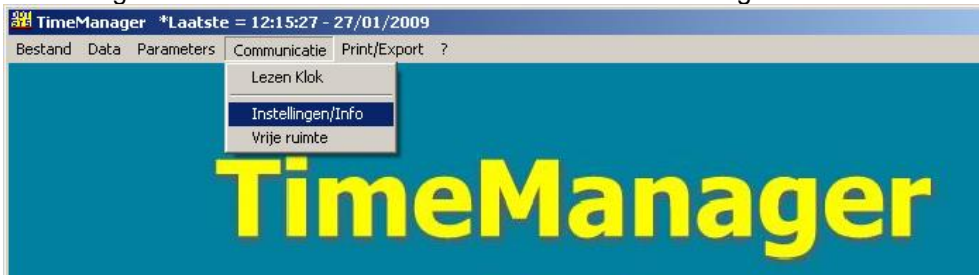 TimeManager *Laatste = 12:15:27 - 27/01/2009
Bestand Data Parameters Communicatie Print/Export ?
Lezen Klok
Instellingen/Info
Vrije ruimte
TimeManager